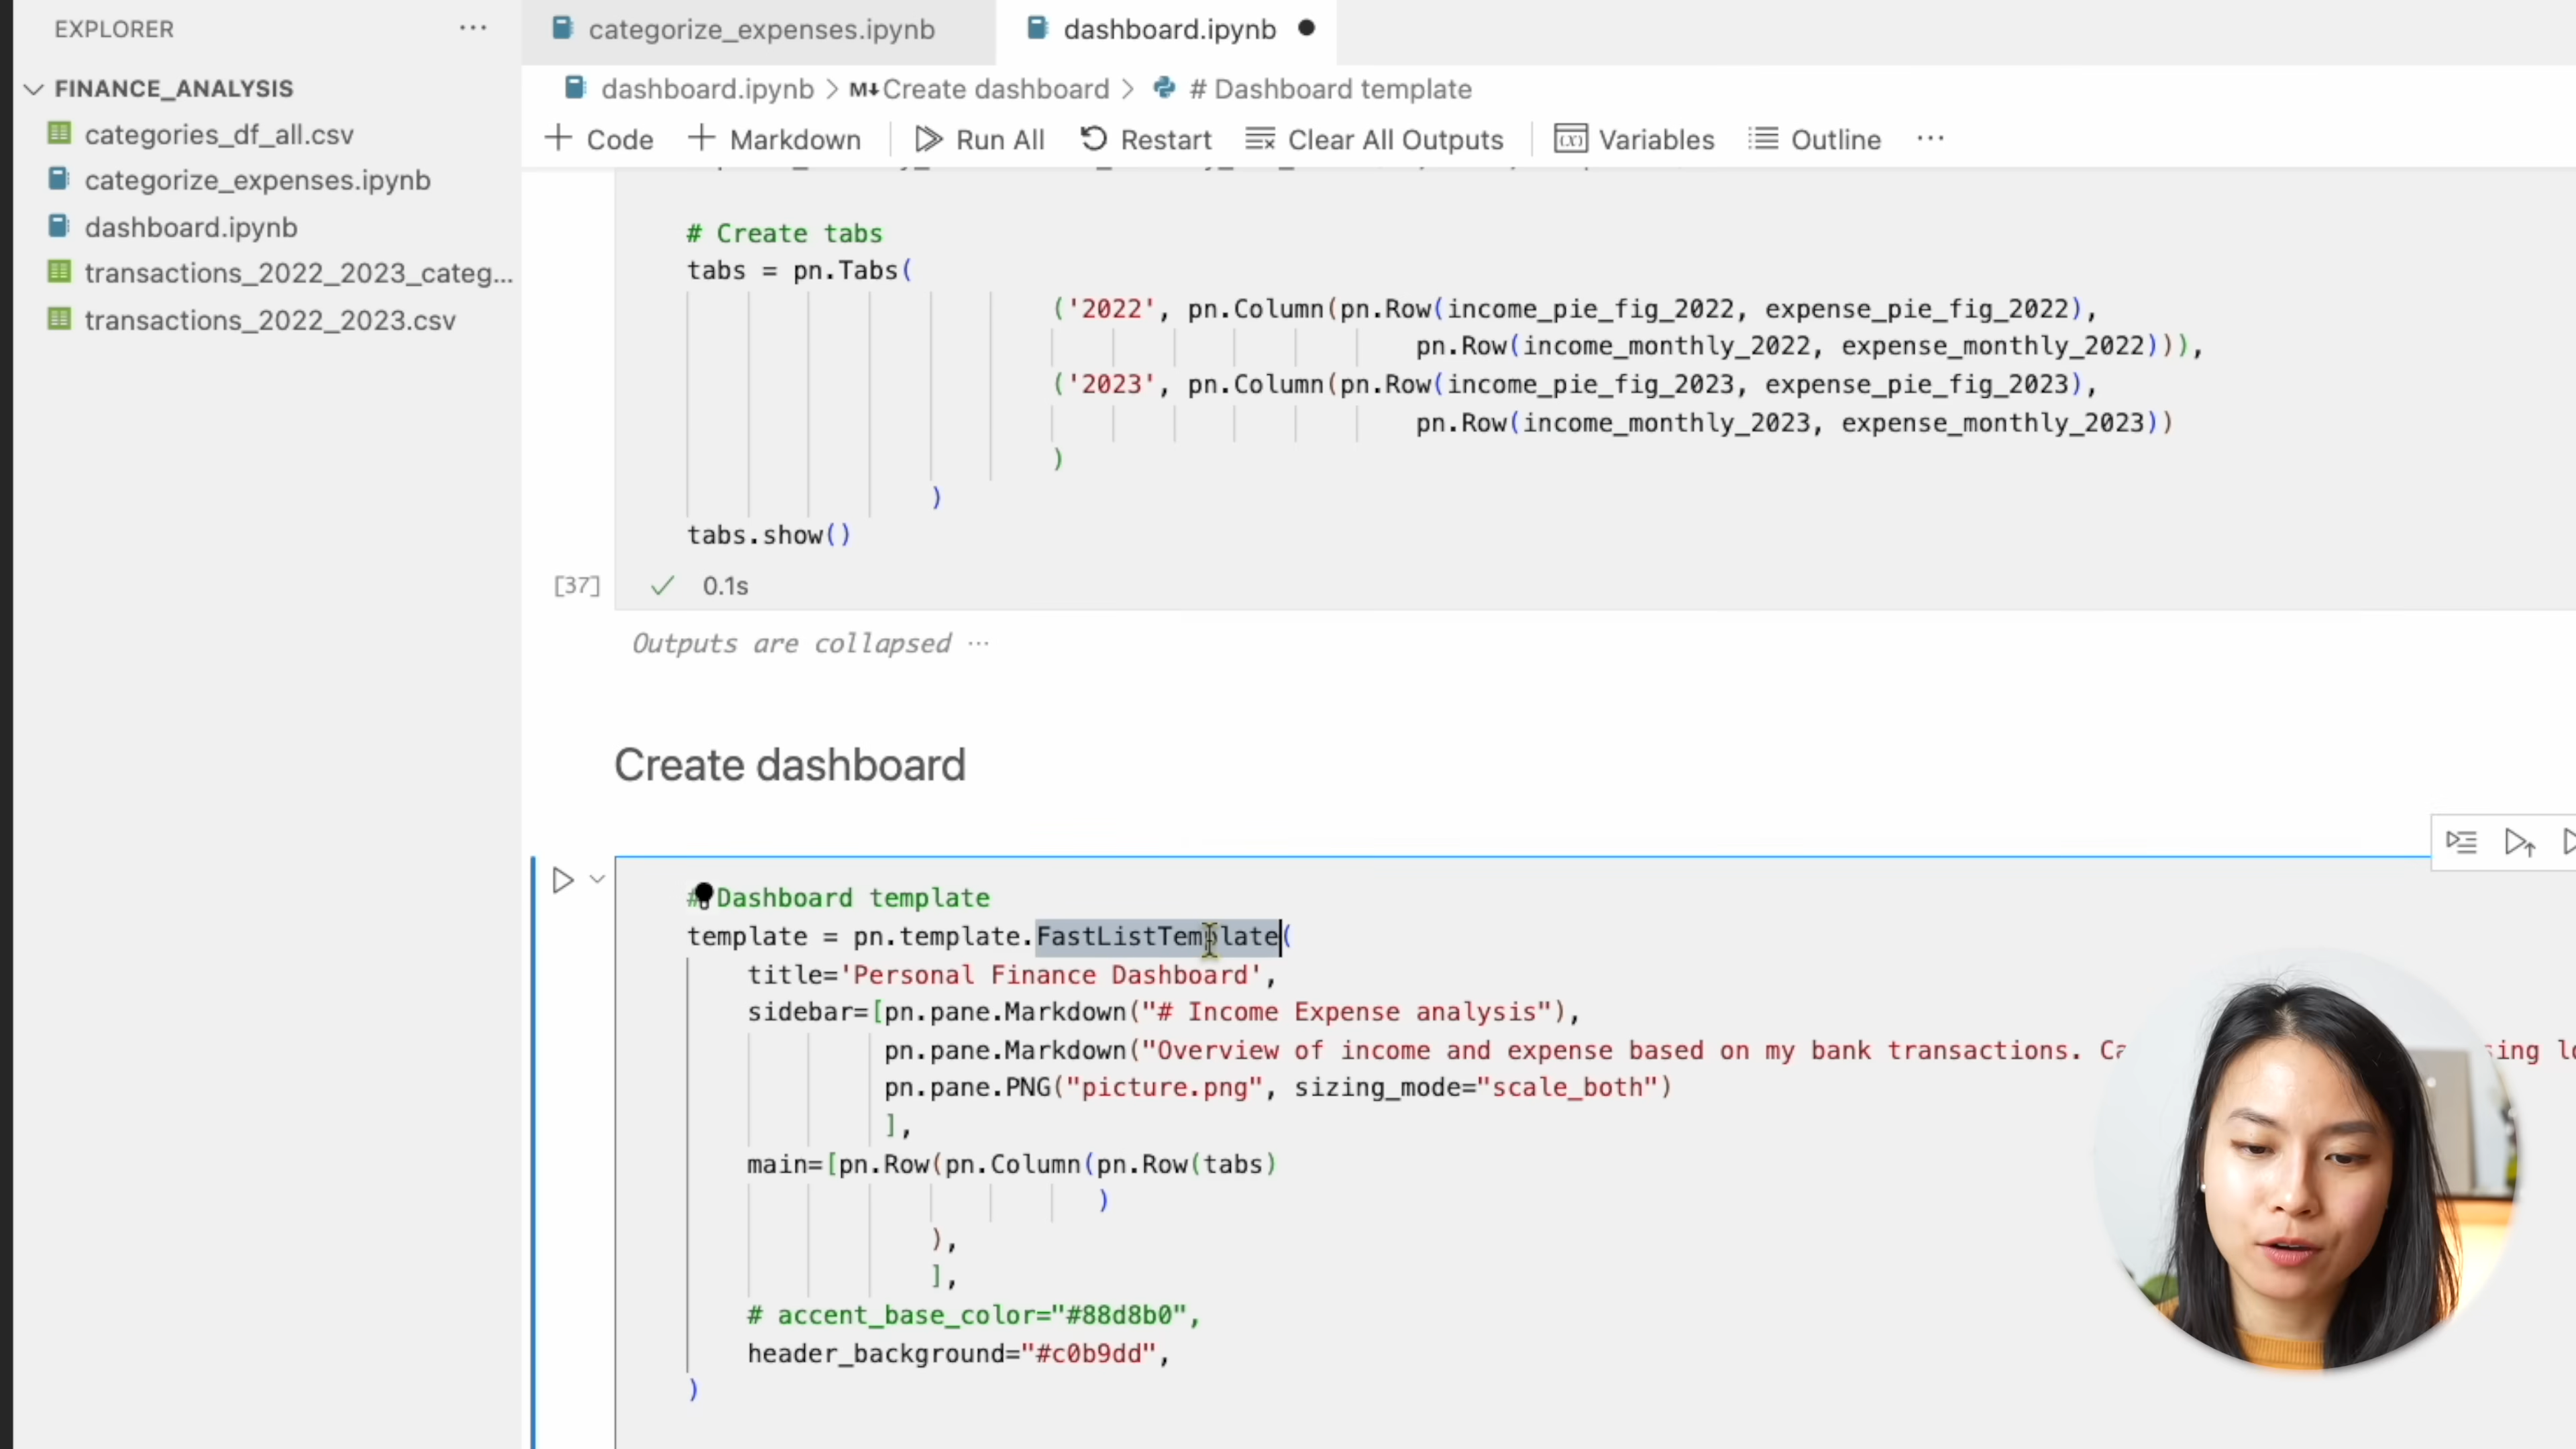 EXPLORER
···
categorize_expenses.ipynb
dashboard.ipynb
FINANCE_ANALYSIS
categories_df_all.csv
categorize_expenses.ipynb
dashboard.ipynb
transactions_2022_2023_categ...
transactions_2022_2023.csv
dashboard.ipynb > M↓Create dashboard > # Dashboard template
+ Code + Markdown Run All Restart Clear All Outputs Variables Outline ···
# Create tabs
tabs = pn.Tabs(
('2022', pn.Column(pn.Row(income_pie_fig_2022, expense_pie_fig_2022),
pn.Row(income_monthly_2022, expense_monthly_2022))),
('2023', pn.Column(pn.Row(income_pie_fig_2023, expense_pie_fig_2023),
pn.Row(income_monthly_2023, expense_monthly_2023))
)
)
tabs.show()
[37] ✓ 0.1s
Outputs are collapsed ···
Create dashboard
# Dashboard template
template = pn.template.FastListTemplate(
title='Personal Finance Dashboard',
sidebar=[pn.pane.Markdown("# Income Expense analysis"),
pn.pane.Markdown("Overview of income and expense based on my bank transactions.
pn.pane.PNG("picture.png", sizing_mode="scale_both")
],
main=[pn.Row(pn.Column(pn.Row(tabs)
)
),
],
# accent_base_color="#88d8b0",
header_background="#c0b9dd",
)